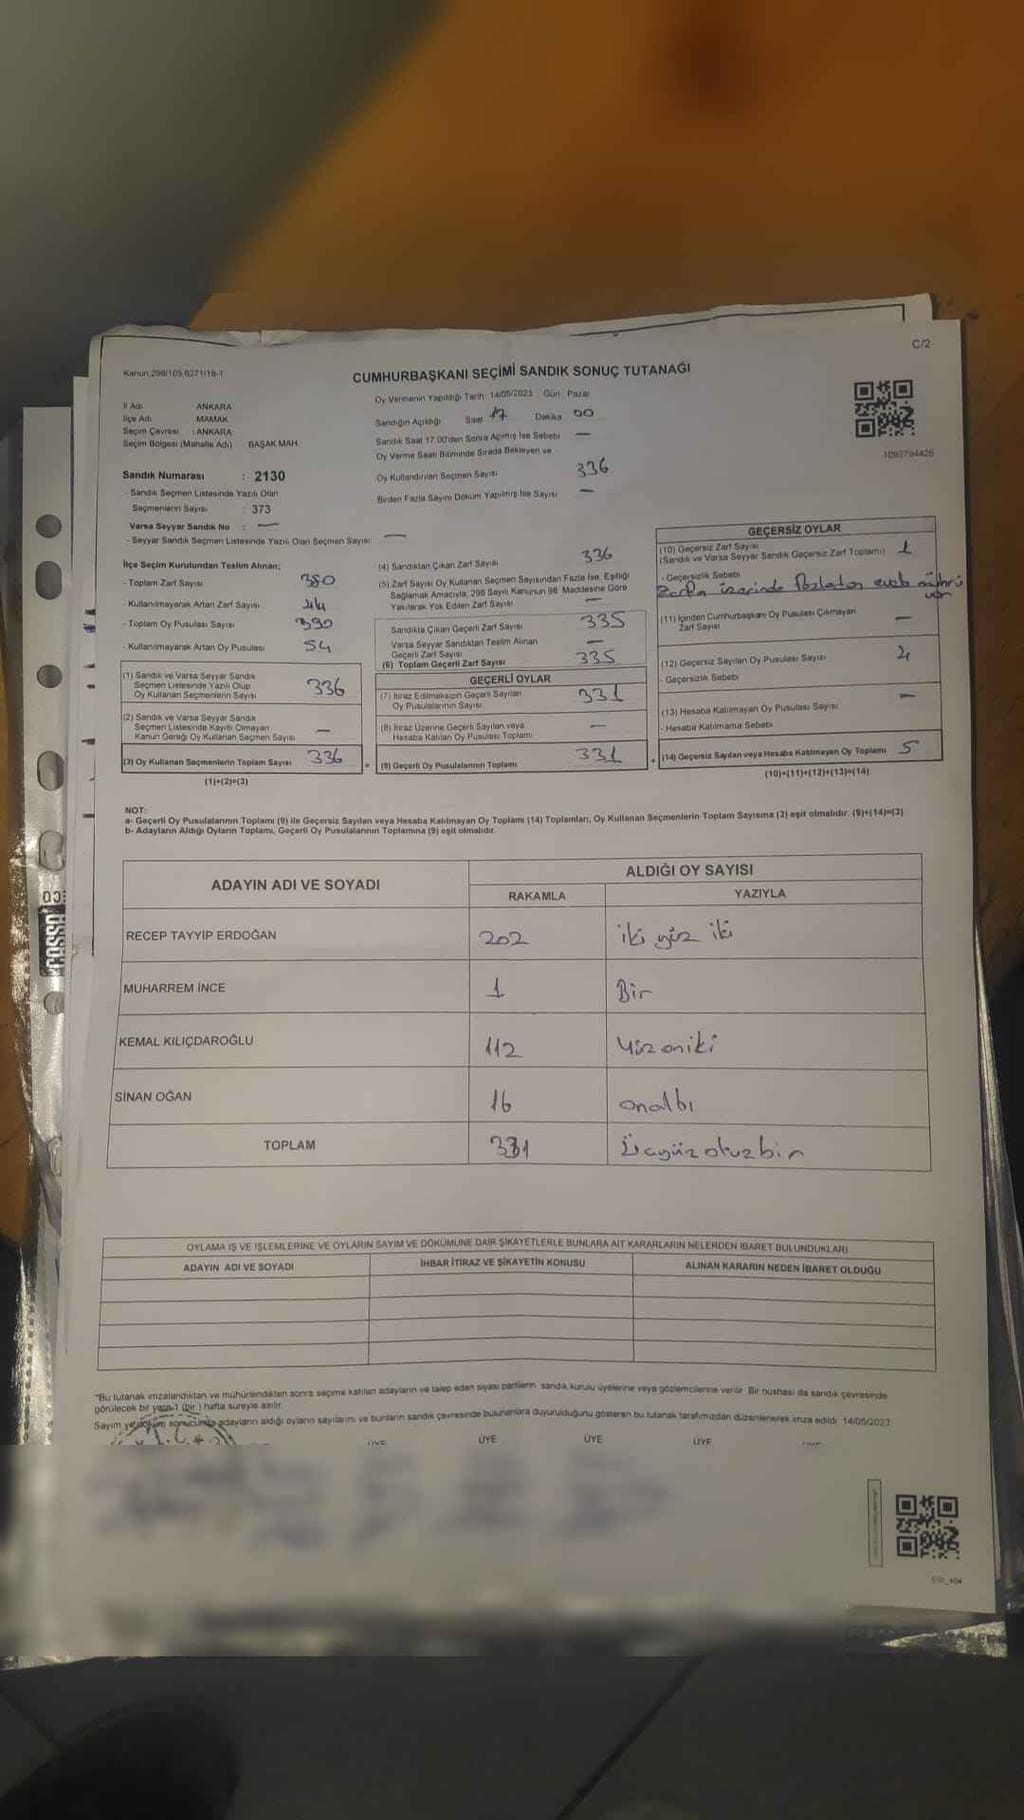 C/2
Kanun,298/105,6271/18-1
CUMHURBAŞKANI SEÇİMİ SANDIK SONUÇ TUTANAĞI
İl Adı ANKARA
İlçe Adı MAMAK
Seçim Çevresi : ANKARA
Seçim Bölgesi (Mahalle Adı) BAŞAK MAH.
Sandık Numarası : 2130
- Sandık Seçmen Listesinde Yazılı Olan
Seçmenlerin Sayısı : 373
Varsa Seyyar Sandık No : —
- Seyyar Sandık Seçmen Listesinde Yazılı Olan Seçmen Sayısı —
Oy Vermenin Yapıldığı Tarih 14/05/2023 Gün Pazar
Sandığın Açıldığı Saat 17 Dakika 00
Sandık Saat 17.00'den Sonra Açılmış İse Sebebi —
Oy Verme Saati Bitiminde Sırada Bekleyen ve
Oy Kullandırılan Seçmen Sayısı 336
Birden Fazla Sayım Döküm Yapılmış İse Sayısı —
1093794426
İlçe Seçim Kurulundan Teslim Alınan;
- Toplam Zarf Sayısı 380
- Kullanılmayarak Artan Zarf Sayısı 44
- Toplam Oy Pusulası Sayısı 390
- Kullanılmayarak Artan Oy Pusulası 54
(1) Sandık ve Varsa Seyyar Sandık
Seçmen Listesinde Yazılı Olup
Oy Kullanan Seçmenlerin Sayısı 336
(2) Sandık ve Varsa Seyyar Sandık
Seçmen Listesinde Kayıtlı Olmayan
Kanun Gereği Oy Kullanan Seçmen Sayısı —
(3) Oy Kullanan Seçmenlerin Toplam Sayısı 336
(1)+(2)=(3)
(4) Sandıktan Çıkan Zarf Sayısı 336
(5) Zarf Sayısı Oy Kullanan Seçmen Sayısından Fazla İse, Eşitliği
Sağlamak Amacıyla, 298 Sayılı Kanunun 98. Maddesine Göre
Yakılarak Yok Edilen Zarf Sayısı —
Sandıkta Çıkan Geçerli Zarf Sayısı 335
Varsa Seyyar Sandıktan Teslim Alınan
Geçerli Zarf Sayısı —
(6) Toplam Geçerli Zarf Sayısı 335
GEÇERLİ OYLAR
(7) İtiraz Edilmeksizin Geçerli Sayılan
Oy Pusulalarının Sayısı 331
(8) İtiraz Üzerine Geçerli Sayılan veya
Hesaba Katılan Oy Pusulası Toplamı —
= (9) Geçerli Oy Pusulalarının Toplamı 331 +
GEÇERSİZ OYLAR
(10) Geçersiz Zarf Sayısı
(Sandık ve Varsa Seyyar Sandık Geçersiz Zarf Toplamı) 1
- Geçersizlik Sebebi
Zarfın üzerinde fazladan evet mührü
var
(11) İçinden Cumhurbaşkanı Oy Pusulası Çıkmayan
Zarf Sayısı —
(12) Geçersiz Sayılan Oy Pusulası Sayısı 4
- Geçersizlik Sebebi
(13) Hesaba Katılmayan Oy Pusulası Sayısı —
- Hesaba Katılmama Sebebi
(14) Geçersiz Sayılan veya Hesaba Katılmayan Oy Toplamı 5
(10)+(11)+(12)+(13)=(14)
NOT:
a- Geçerli Oy Pusulalarının Toplamı (9) ile Geçersiz Sayılan veya Hesaba Katılmayan Oy Toplamı (14) Toplamları, Oy Kullanan Seçmenlerin Toplam Sayısına (3) eşit olmalıdır. (9)+(14)=(3)
b- Adayların Aldığı Oyların Toplamı, Geçerli Oy Pusulalarının Toplamına (9) eşit olmalıdır.
ADAYIN ADI VE SOYADI ALDIĞI OY SAYISI
RAKAMLA YAZIYLA
RECEP TAYYİP ERDOĞAN 202 iki yüz iki
MUHARREM İNCE 1 Bir
KEMAL KILIÇDAROĞLU 112 Yüz oniki
SİNAN OĞAN 16 onaltı
TOPLAM 331 Üçyüz otuzbir
OYLAMA İŞ VE İŞLEMLERİNE VE OYLARIN SAYIM VE DÖKÜMÜNE DAİR ŞİKAYETLERLE BUNLARA AİT KARARLARIN NELERDEN İBARET BULUNDUKLARI
ADAYIN ADI VE SOYADI İHBAR İTİRAZ VE ŞİKAYETİN KONUSU ALINAN KARARIN NEDEN İBARET OLDUĞU
"Bu tutanak imzalandıktan ve mühürlendikten sonra seçime katılan adayların ve talep eden siyasi partilerin sandık kurulu üyelerine veya gözlemcilerine verilir. Bir nüshası da sandık çevresinde
görülecek bir yere 1 (bir ) hafta süreyle asılır.
Sayım ve döküm sonucunda adayların aldığı oyların sayılarını ve bunların sandık çevresinde bulunanlara duyurulduğunu gösteren bu tutanak tarafımızdan düzenlenerek imza edildi. 14/05/2023
ÜYE ÜYE ÜYE ÜYE